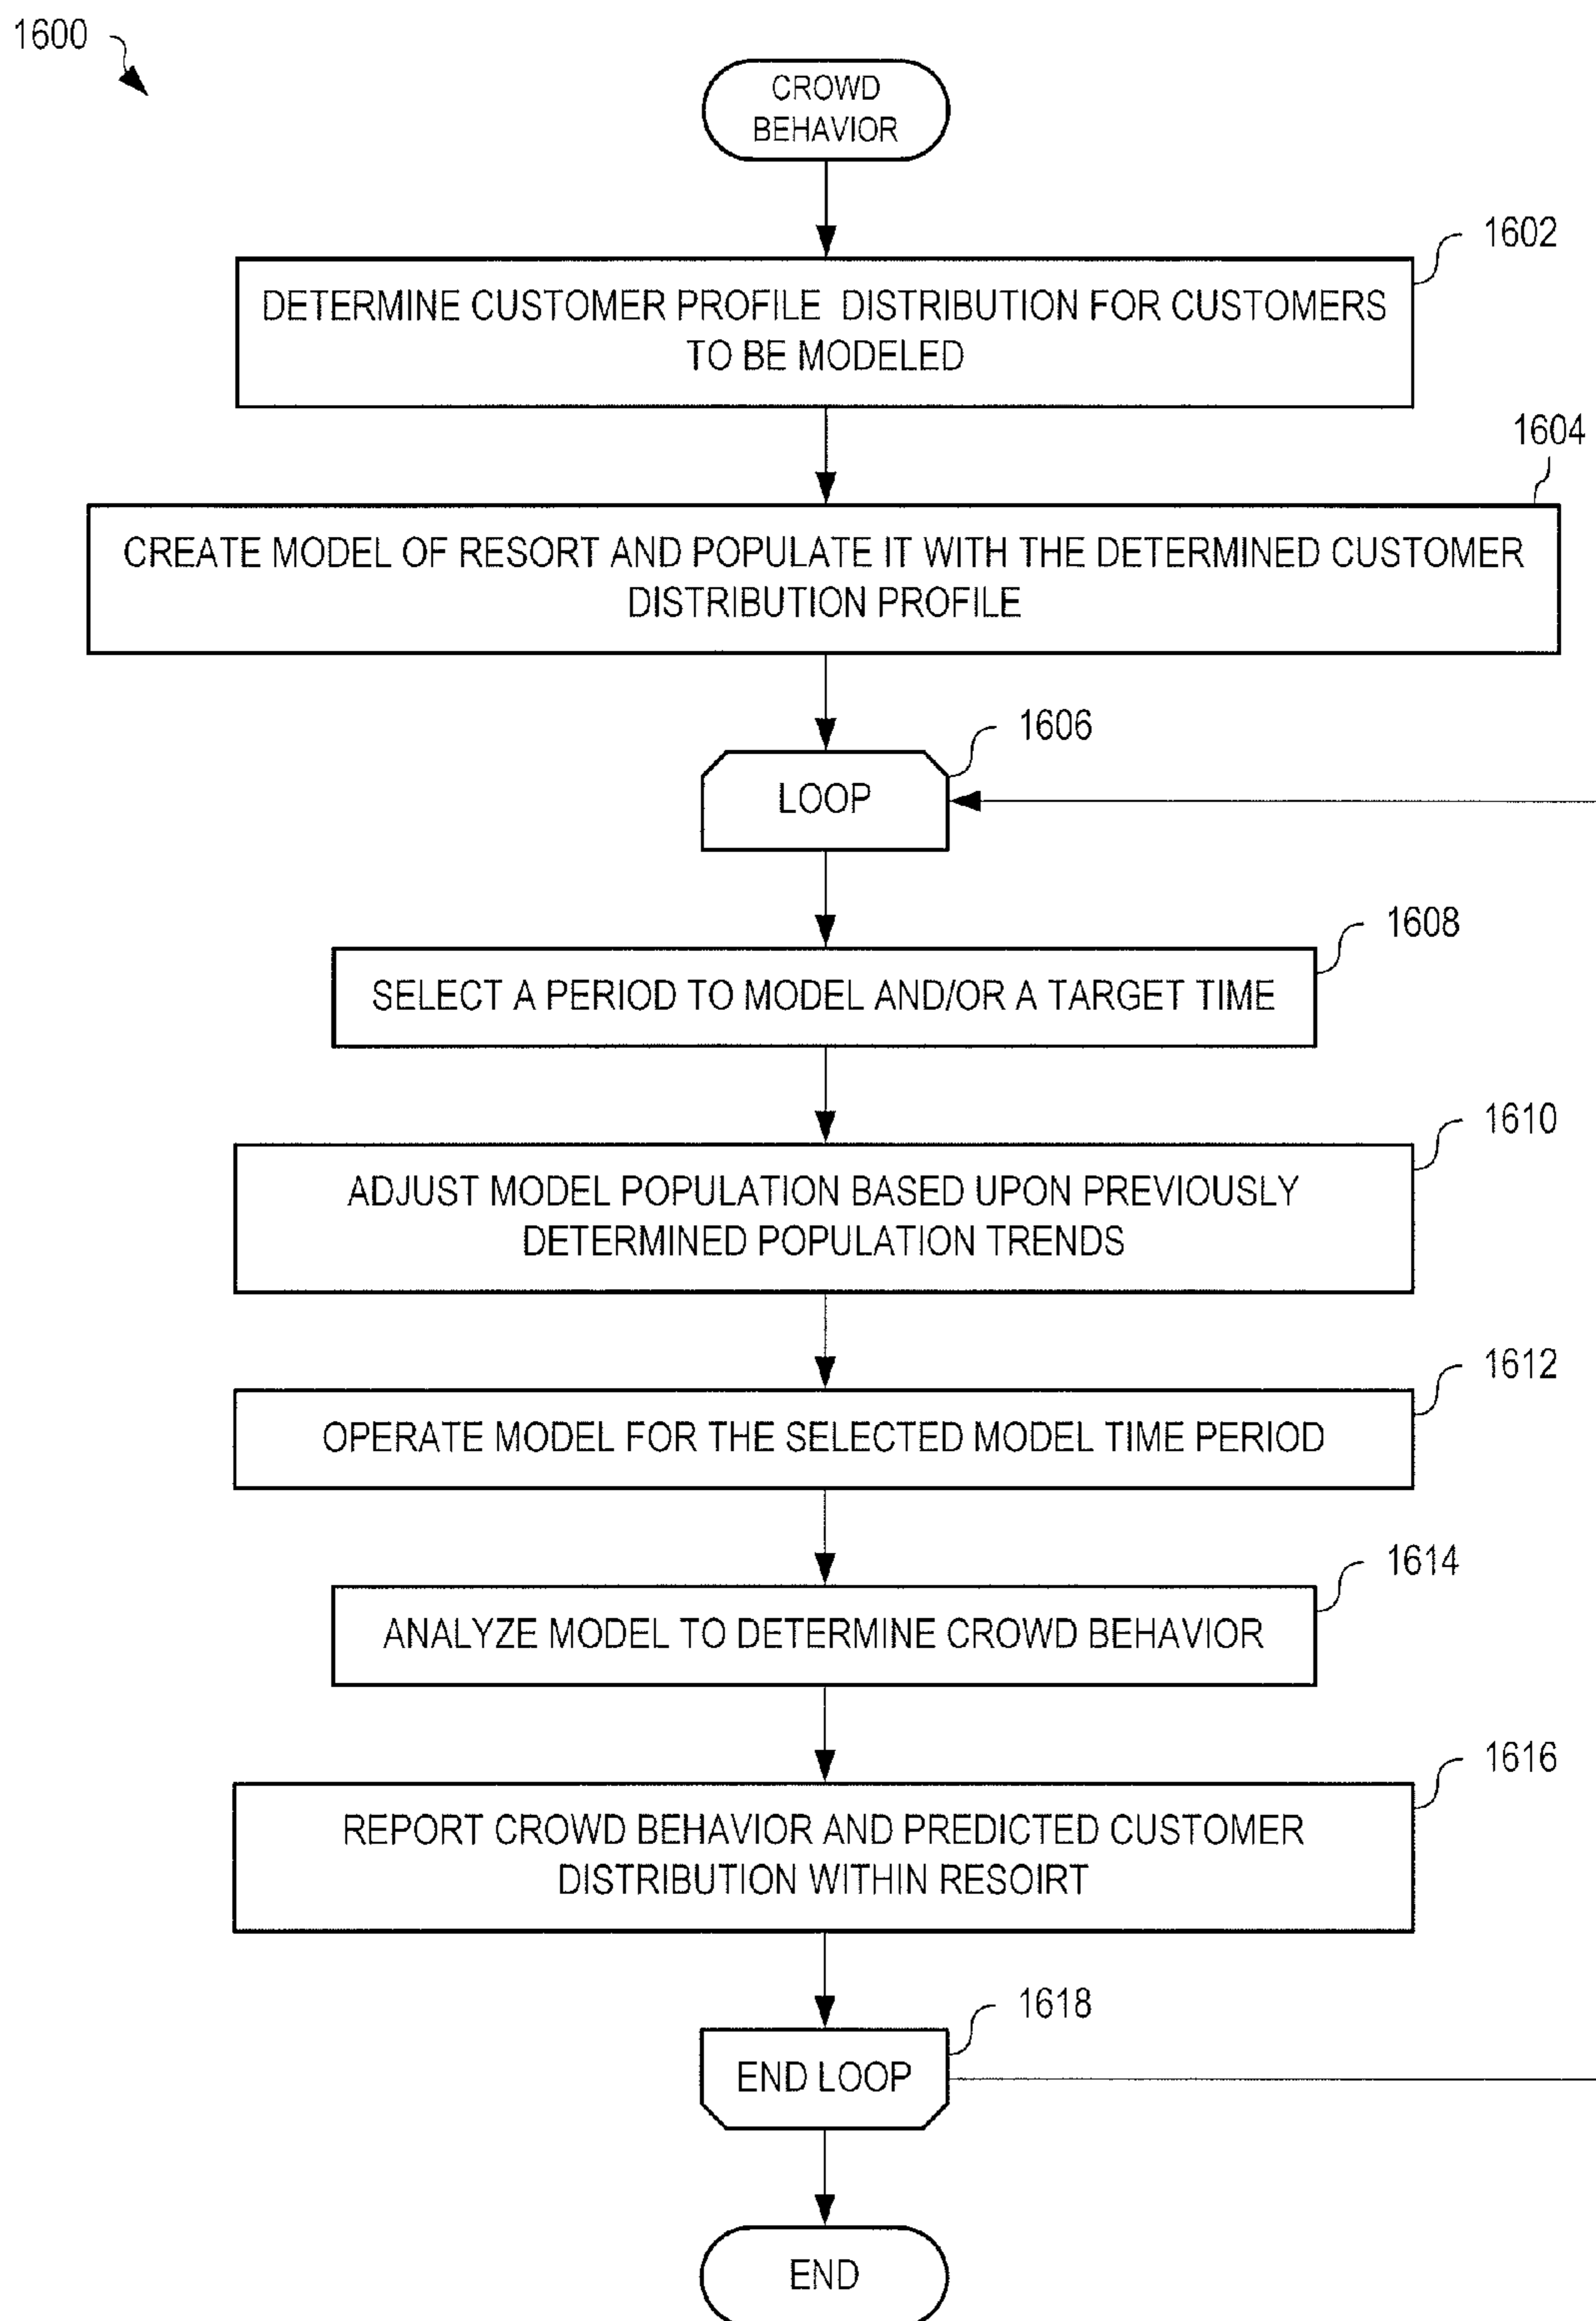 1600
CROWD
BEHAVIOR
1602
DETERMINE CUSTOMER PROFILE DISTRIBUTION FOR CUSTOMERS
TO BE MODELED
1604
CREATE MODEL OF RESORT AND POPULATE IT WITH THE DETERMINED CUSTOMER
DISTRIBUTION PROFILE
1606
LOOP
1608
SELECT A PERIOD TO MODEL AND/OR A TARGET TIME
1610
ADJUST MODEL POPULATION BASED UPON PREVIOUSLY
DETERMINED POPULATION TRENDS
1612
OPERATE MODEL FOR THE SELECTED MODEL TIME PERIOD
1614
ANALYZE MODEL TO DETERMINE CROWD BEHAVIOR
1616
REPORT CROWD BEHAVIOR AND PREDICTED CUSTOMER
DISTRIBUTION WITHIN RESOIRT
1618
END LOOP
END